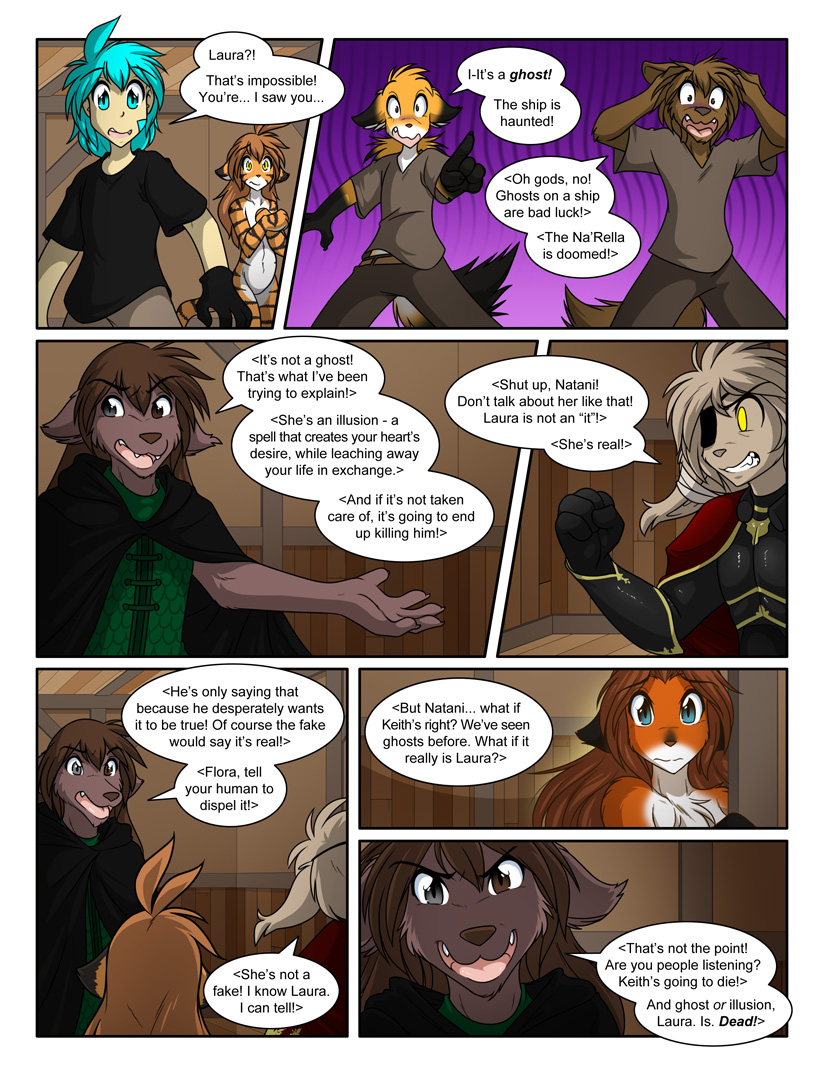 Laura?!
That's impossible!
You're... I saw you...
I-It's a ghost!
The ship is
haunted!
<Oh gods, no!
Ghosts on a ship
are bad luck!>
<The Na'Rella
is doomed!>
<It's not a ghost!
That's what I've been
trying to explain!>
<She's an illusion - a
spell that creates your heart's
desire, while leaching away
your life in exchange.>
<And if it's not taken
care of, it's going to end
up killing him!>
<Shut up, Natani!
Don't talk about her like that!
Laura is not an "it"!>
<She's real!>
<He's only saying that
because he desperately wants
it to be true! Of course the fake
would say it's real!>
<Flora, tell
your human to
dispel it!>
<She's not a
fake! I know Laura.
I can tell!>
<But Natani... what if
Keith's right? We've seen
ghosts before. What if it
really is Laura?>
<That's not the point!
Are you people listening?
Keith's going to die!>
And ghost or illusion,
Laura. Is. Dead!>